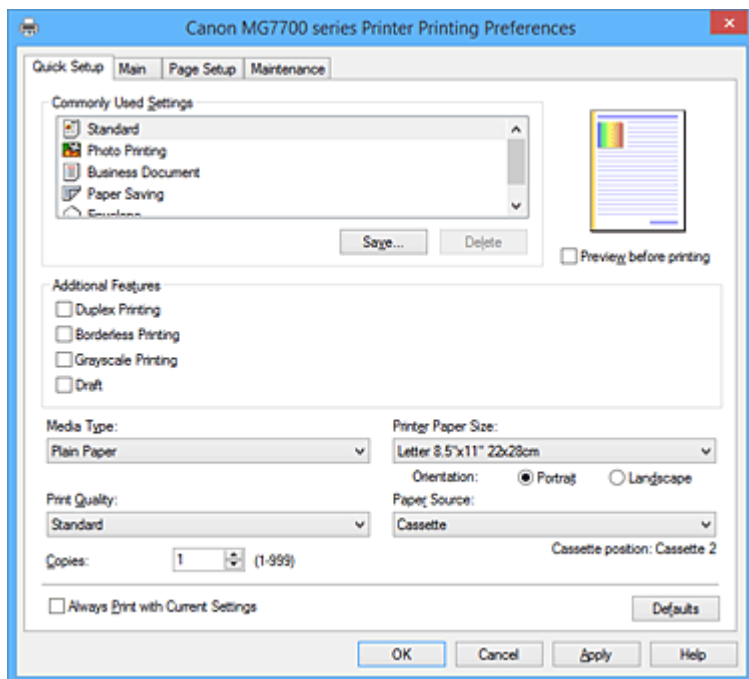 Canon MG7700 series Printer Printing Preferences
Quick Setup Main Page Setup Maintenance
Commonly Used Settings
Standard
Photo Printing
Business Document
Paper Saving
Envelope
Save... Delete
Preview before printing
Additional Features
Duplex Printing
Borderless Printing
Grayscale Printing
Draft
Media Type:
Plain Paper
Printer Paper Size:
Letter 8.5"x11" 22x28cm
Orientation: Portrait Landscape
Print Quality:
Standard
Paper Source:
Cassette
Cassette position: Cassette 2
Copies: 1 (1-999)
Always Print with Current Settings
Defaults
OK Cancel Apply Help